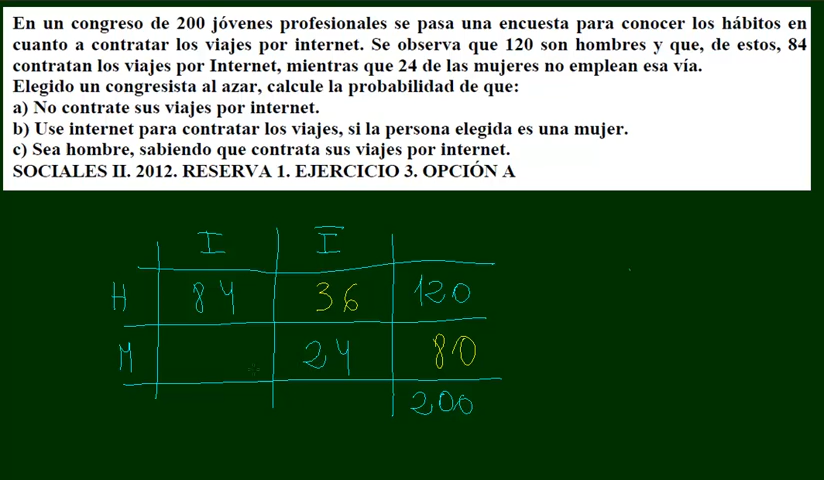 En un congreso de 200 jóvenes profesionales se pasa una encuesta para conocer los hábitos en
cuanto a contratar los viajes por internet. Se observa que 120 son hombres y que, de estos, 84
contratan los viajes por Internet, mientras que 24 de las mujeres no emplean esa vía.
Elegido un congresista al azar, calcule la probabilidad de que:
a) No contrate sus viajes por internet.
b) Use internet para contratar los viajes, si la persona elegida es una mujer.
c) Sea hombre, sabiendo que contrata sus viajes por internet.
SOCIALES II. 2012. RESERVA 1. EJERCICIO 3. OPCIÓN A
I I̅
H 84 36 120
M 24 80
200